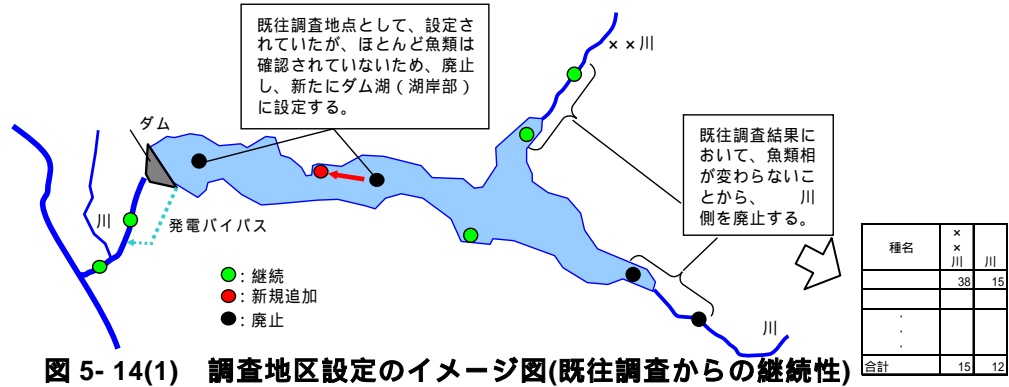 既往調査地点として、設定さ
れていたが、ほとんど魚類は
確認されていないため、廃止
し、新たにダム湖（湖岸部）
に設定する。
××川
ダム
既往調査結果に
おいて、魚類相
が変わらないこ
とから、　　川
側を廃止する。
川
発電バイパス
：継続
：新規追加
：廃止
川
種名 ××川 川
38 15
・
・
・
合計 15 12
図 5- 14(1)　調査地区設定のイメージ図(既往調査からの継続性)